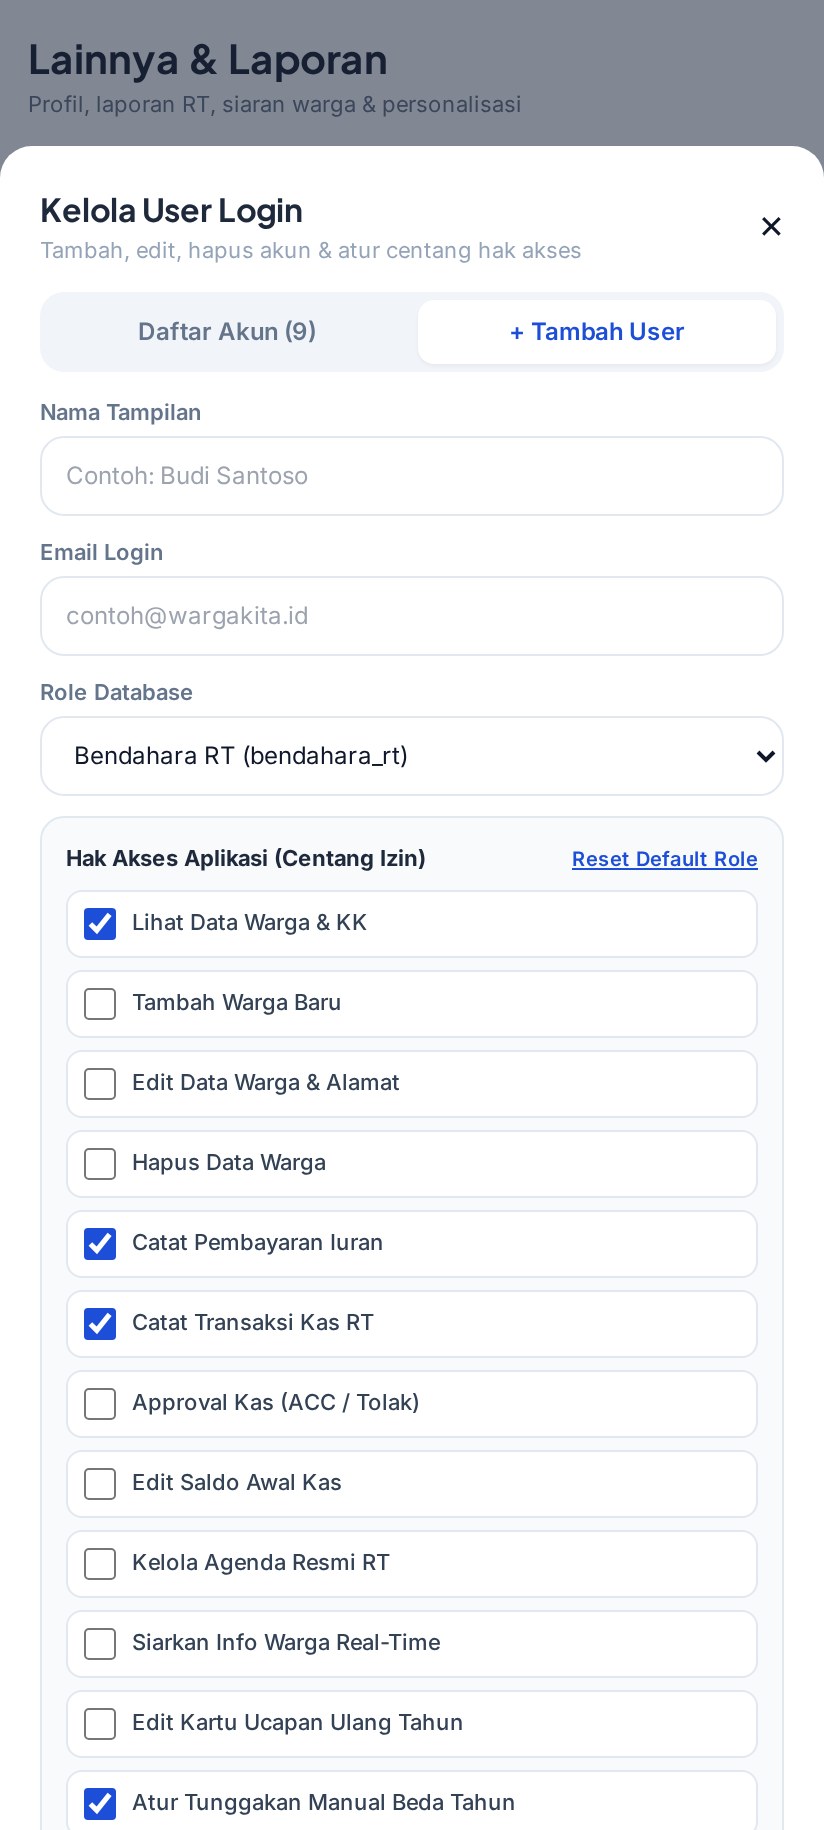 Lainnya & Laporan
Profil, laporan RT, siaran warga & personalisasi
Kelola User Login
Tambah, edit, hapus akun & atur centang hak akses
Daftar Akun (9)
+ Tambah User
Nama Tampilan
Contoh: Budi Santoso
Email Login
contoh@wargakita.id
Role Database
Bendahara RT (bendahara_rt)
Hak Akses Aplikasi (Centang Izin)
Reset Default Role
Lihat Data Warga & KK
Tambah Warga Baru
Edit Data Warga & Alamat
Hapus Data Warga
Catat Pembayaran Iuran
Catat Transaksi Kas RT
Approval Kas (ACC / Tolak)
Edit Saldo Awal Kas
Kelola Agenda Resmi RT
Siarkan Info Warga Real-Time
Edit Kartu Ucapan Ulang Tahun
Atur Tunggakan Manual Beda Tahun